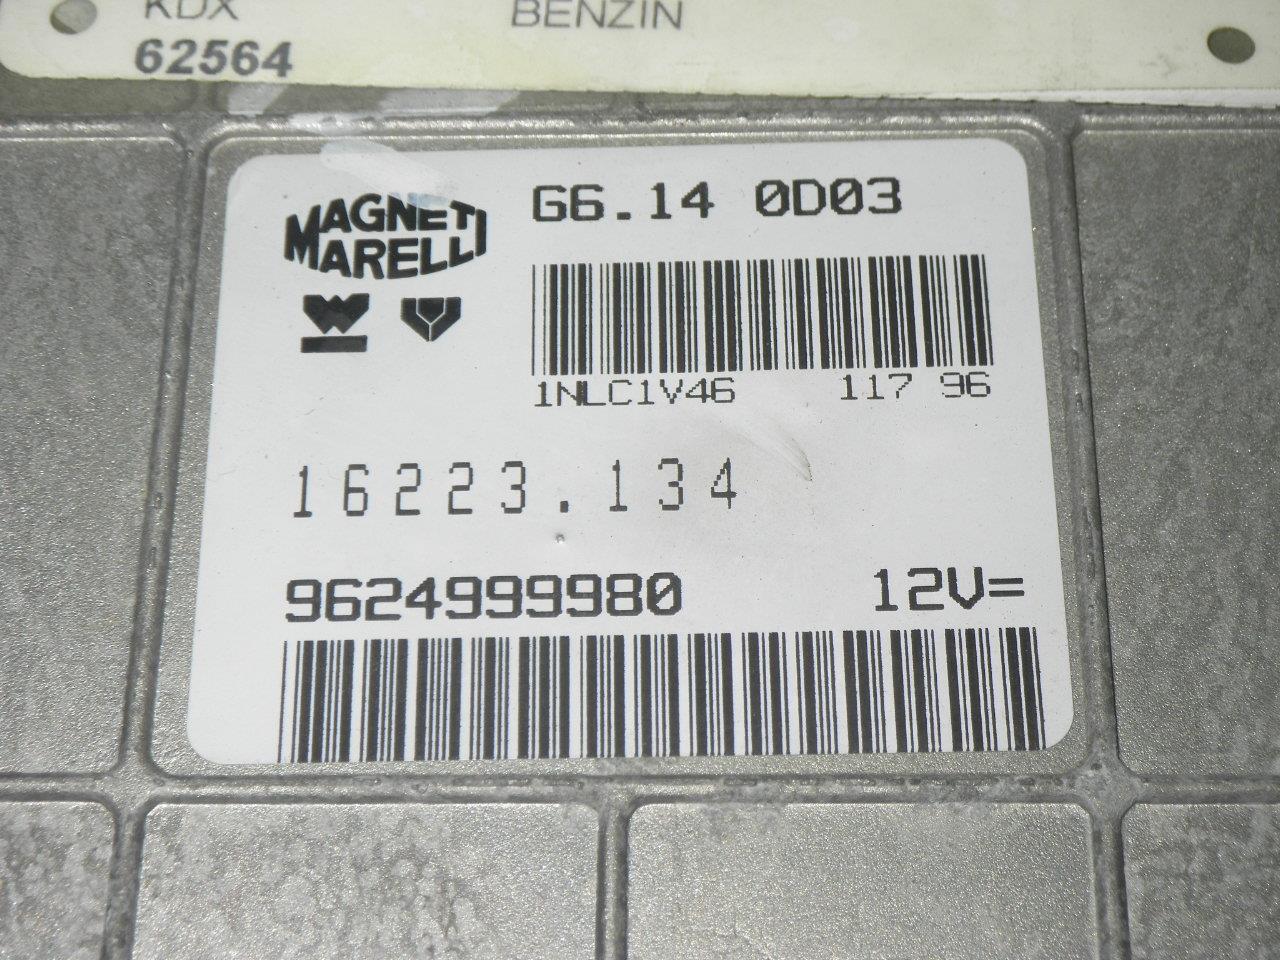 KDX BENZIN
62564
MAGNETI
MARELLI
G6.14 0D03
1NLC1V46 117 96
16223.134
9624999980 12V=